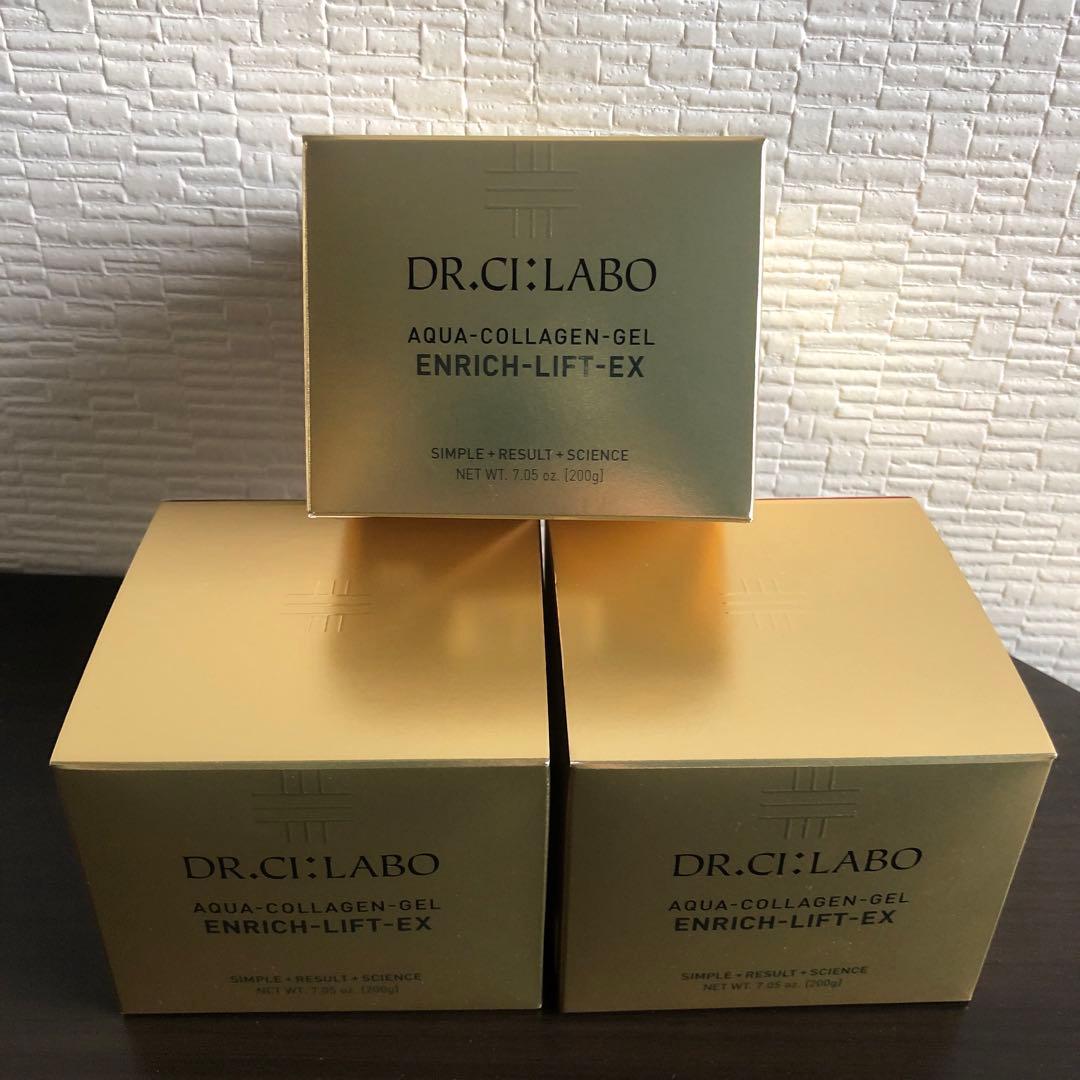 DR.CI:LABO
AQUA-COLLAGEN-GEL
ENRICH-LIFT-EX
SIMPLE+RESULT+SCIENCE
NET WT. 7.05 oz. [200g]
DR.CI:LABO
AQUA-COLLAGEN-GEL
ENRICH-LIFT-EX
SIMPLE+RESULT+SCIENCE
NET WT. 7.05 oz. [200g]
DR.CI:LABO
AQUA-COLLAGEN-GEL
ENRICH-LIFT-EX
SIMPLE+RESULT+SCIENCE
NET WT. 7.05 oz. [200g]